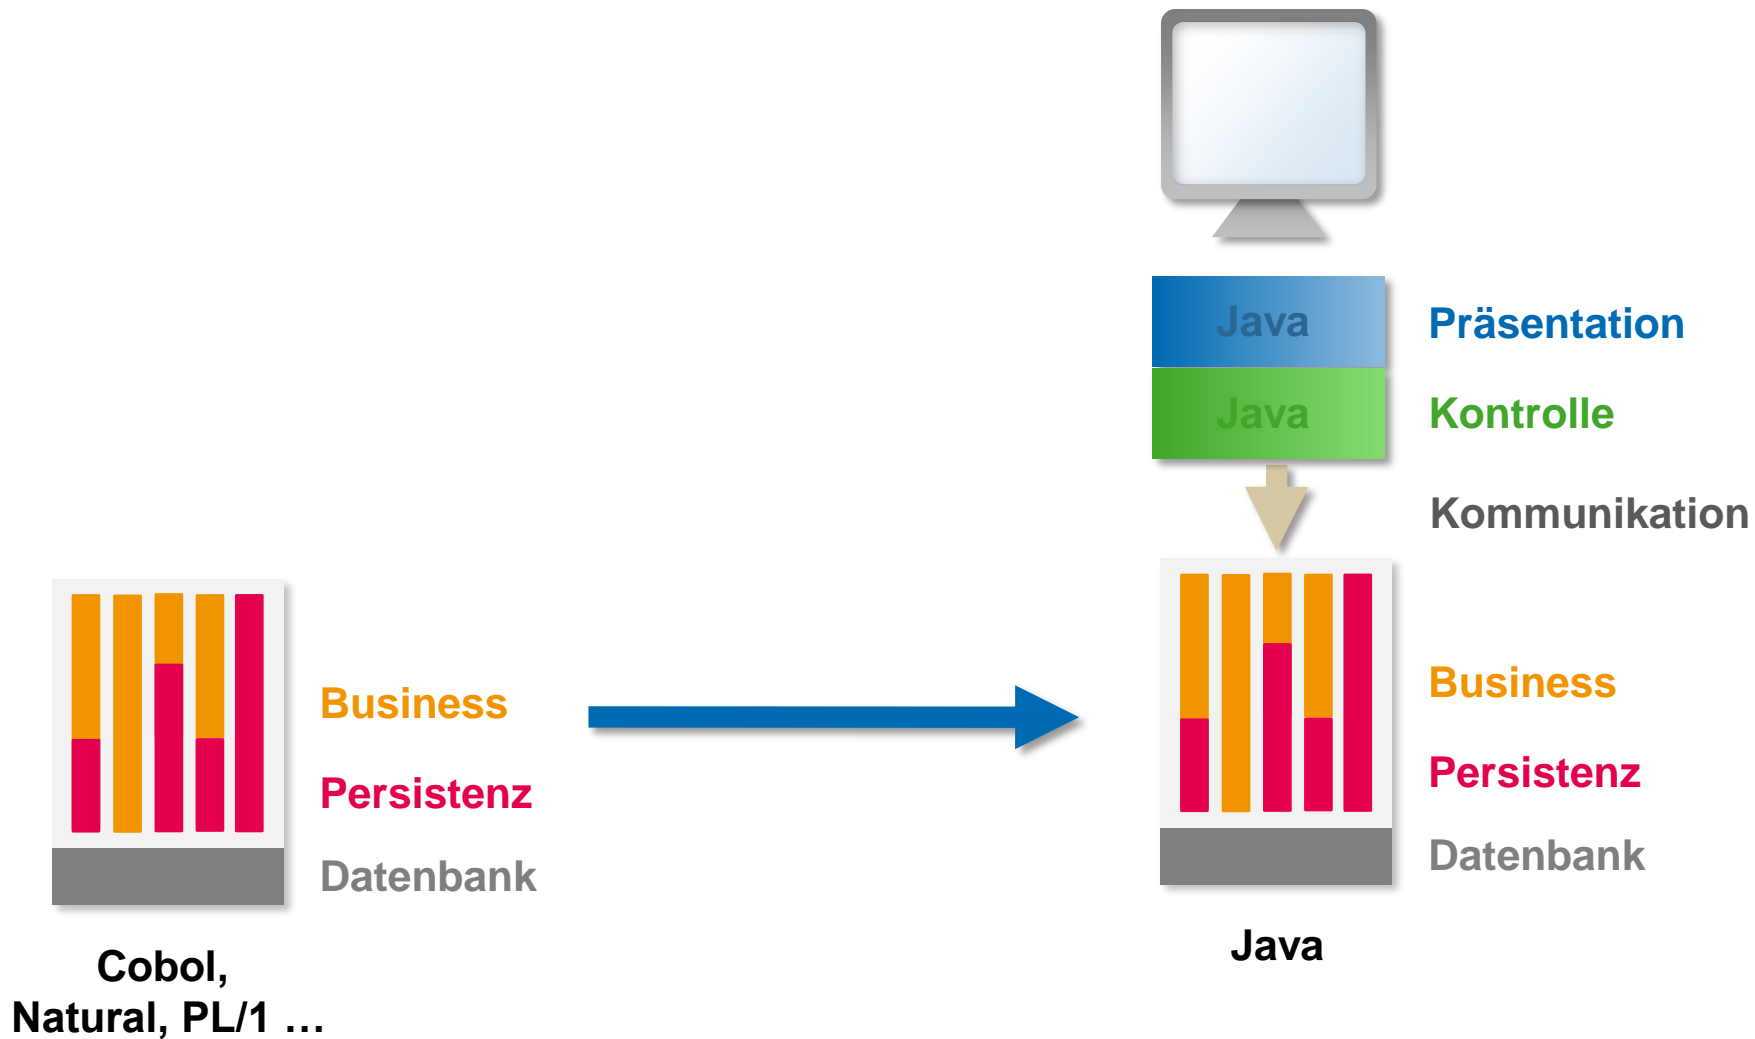 Java
Präsentation
Java
Kontrolle
Kommunikation
Business
Persistenz
Datenbank
Cobol,
Natural, PL/1 …
Business
Persistenz
Datenbank
Java